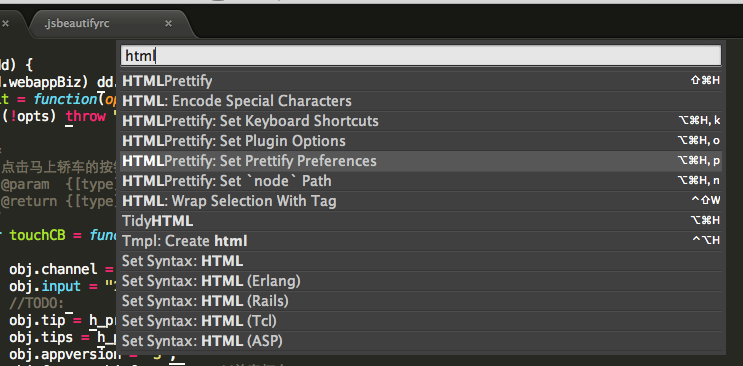 .jsbeautifyrc
html
HTMLPrettify ⇧⌘H
HTML: Encode Special Characters
HTMLPrettify: Set Keyboard Shortcuts ⌥⌘H, k
HTMLPrettify: Set Plugin Options ⌥⌘H, o
HTMLPrettify: Set Prettify Preferences ⌥⌘H, p
HTMLPrettify: Set `node` Path ⌥⌘H, n
HTML: Wrap Selection With Tag ^⇧W
TidyHTML ⌥⌘H
Tmpl: Create html ^⌥H
Set Syntax: HTML
Set Syntax: HTML (Erlang)
Set Syntax: HTML (Rails)
Set Syntax: HTML (Tcl)
Set Syntax: HTML (ASP)
dd) {
d.webappBiz) dd.
it = function(op
(!opts) throw "
点击马上轿车的按
@param {[type]
@return {[type]
r touchCB = func
obj.channel =
obj.input = "
//TODO:
obj.tip = h_p
obj.tips = h_p
obj.appversion =